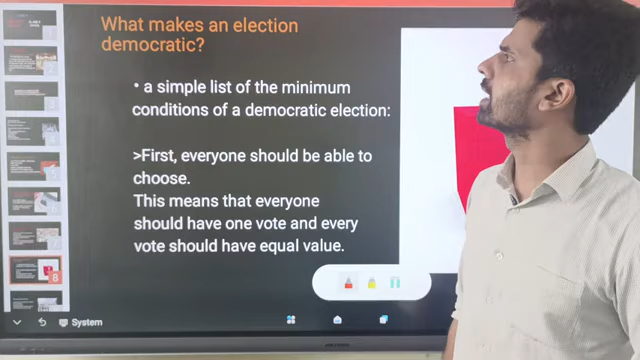 What makes an election
democratic?
• a simple list of the minimum
conditions of a democratic election:
>First, everyone should be able to
choose.
This means that everyone
should have one vote and every
vote should have equal value.
8
System